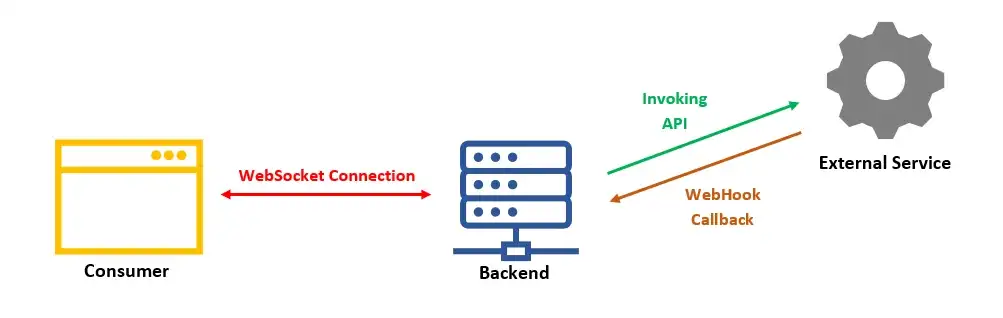 Invoking
API
External Service
WebSocket Connection
WebHook
Callback
Consumer
Backend